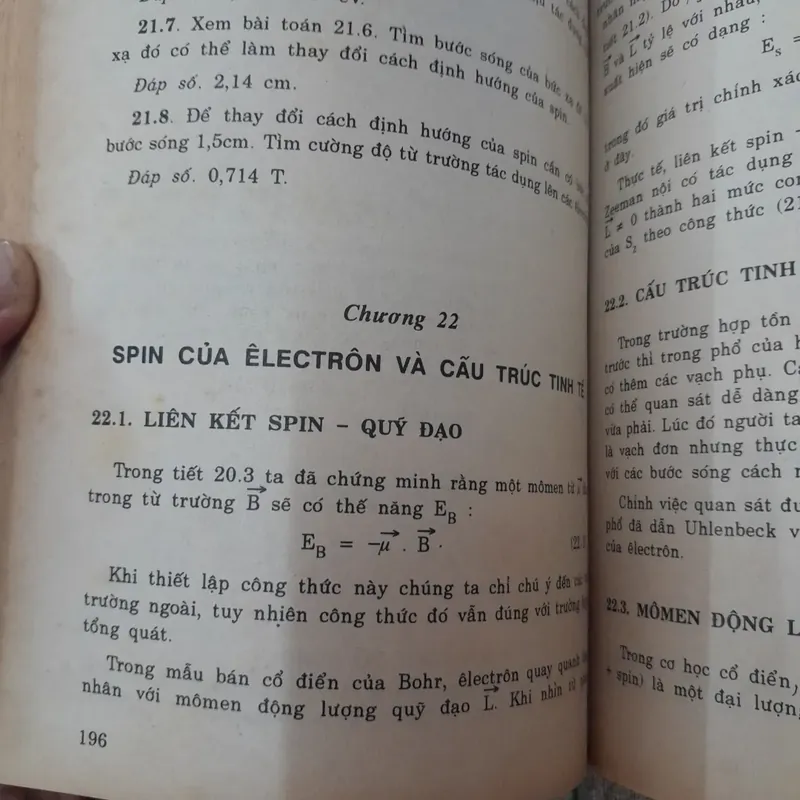 21.7. Xem bài toán 21.6. Tìm bước sóng của bức xạ
xạ đó có thể làm thay đổi cách định hướng của spin.
Đáp số. 2,14 cm.
21.8. Để thay đổi cách định hướng của spin cần có
bước sóng 1,5cm. Tìm cường độ từ trường tác dụng lên các
Đáp số. 0,714 T.
Chương 22
SPIN CỦA ÊLECTRÔN VÀ CẤU TRÚC TINH TẾ
22.1. LIÊN KẾT SPIN – QUỸ ĐẠO
Trong tiết 20.3 ta đã chứng minh rằng một mômen từ
trong từ trường B⃗ sẽ có thế năng E_B :
E_B = −μ⃗ . B⃗ .
Khi thiết lập công thức này chúng ta chỉ chú ý đến các
trường ngoài, tuy nhiên công thức đó vẫn đúng với trường
tổng quát.
Trong mẫu bán cổ điển của Bohr, êlectrôn quay quanh
nhân với mômen động lượng quỹ đạo L⃗. Khi nhìn từ
196
21.2). Do
và L⃗ tỷ lệ với nhau,
xuất hiện sẽ có dạng :
E_s =
trong đó giá trị chính xác
ở đây.
Thực tế, liên kết spin –
Zeeman nội có tác dụng
L⃗ ≠ 0 thành hai mức con
của S_z theo công thức (21
22.2. CẤU TRÚC TINH
Trong trường hợp tổn
trước thì trong phổ của
có thêm các vạch phụ.
có thể quan sát dễ dàng
vừa phải. Lúc đó người ta
là vạch đơn nhưng thực
với các bước sóng cách
Chính việc quan sát
phổ đã dẫn Uhlenbeck
của êlectrôn.
22.3. MÔMEN ĐỘNG
Trong cơ học cổ điển,
+ spin) là một đại lượng